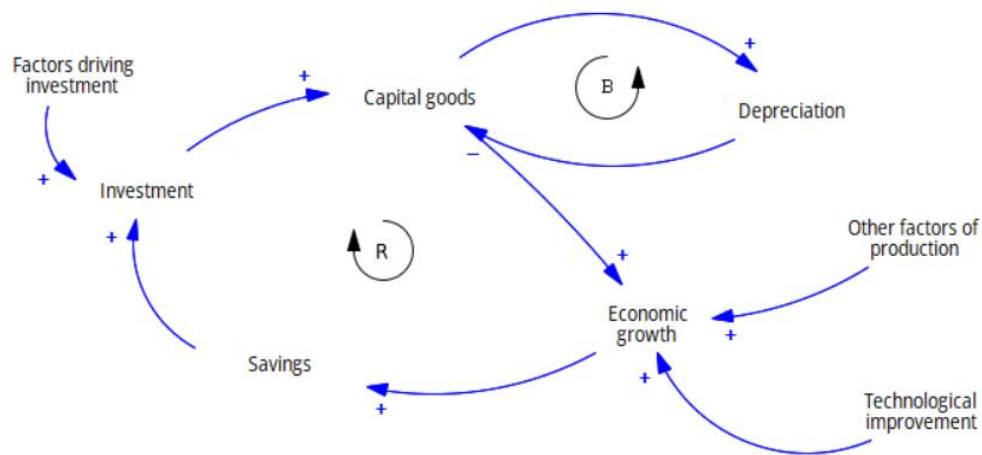 Factors driving
investment
+
+
Capital goods
B
+
Depreciation
+
Investment
−
+
R
+
Other factors of
production
Economic
growth
+
Savings
+
+
Technological
improvement